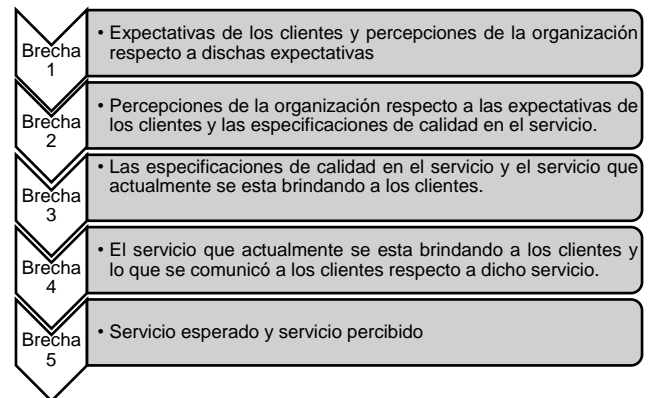 Brecha
1
• Expectativas de los clientes y percepciones de la organización
respecto a dischas expectativas
Brecha
2
• Percepciones de la organización respecto a las expectativas de
los clientes y las especificaciones de calidad en el servicio.
Brecha
3
• Las especificaciones de calidad en el servicio y el servicio que
actualmente se esta brindando a los clientes.
Brecha
4
• El servicio que actualmente se esta brindando a los clientes y
lo que se comunicó a los clientes respecto a dicho servicio.
Brecha
5
• Servicio esperado y servicio percibido